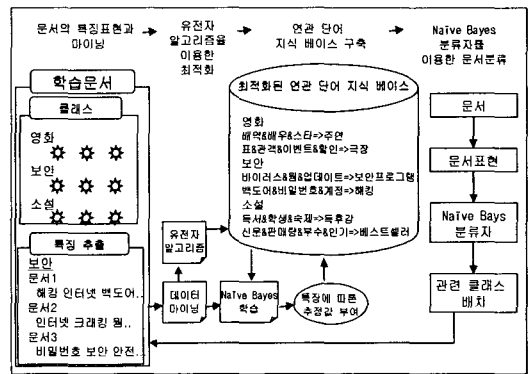 문서의 특징표현과
마이닝
유전자
알고리즘을
이용한
최적화
연관 단어
지식 베이스 구축
Naïve Bayes
분류자를
이용한 문서분류
학습문서
클래스
영화
보안
소설
특징 추출
보안
문서1
해킹 인터넷 백도어..
문서2
인터넷 크래킹 웜..
문서3
비밀번호 보안 안전..
최적화된 연관 단어 지식 베이스
영화
배역&배우&스타=>주연
표&관객&이벤트&할인=>극장
보안
바이러스&웜&업데이트=>보안프로그램
백도어&비밀번호&계정=>해킹
소설
독서&학생&숙제=>독후감
신문&판매량&부수&인기=>베스트셀러
유전자
알고리즘
데이터
마이닝
Naïve Bayes
학습
특징에 따른
추정값 부여
문서
문서표현
Naïve Bays
분류자
관련 클래스
배치